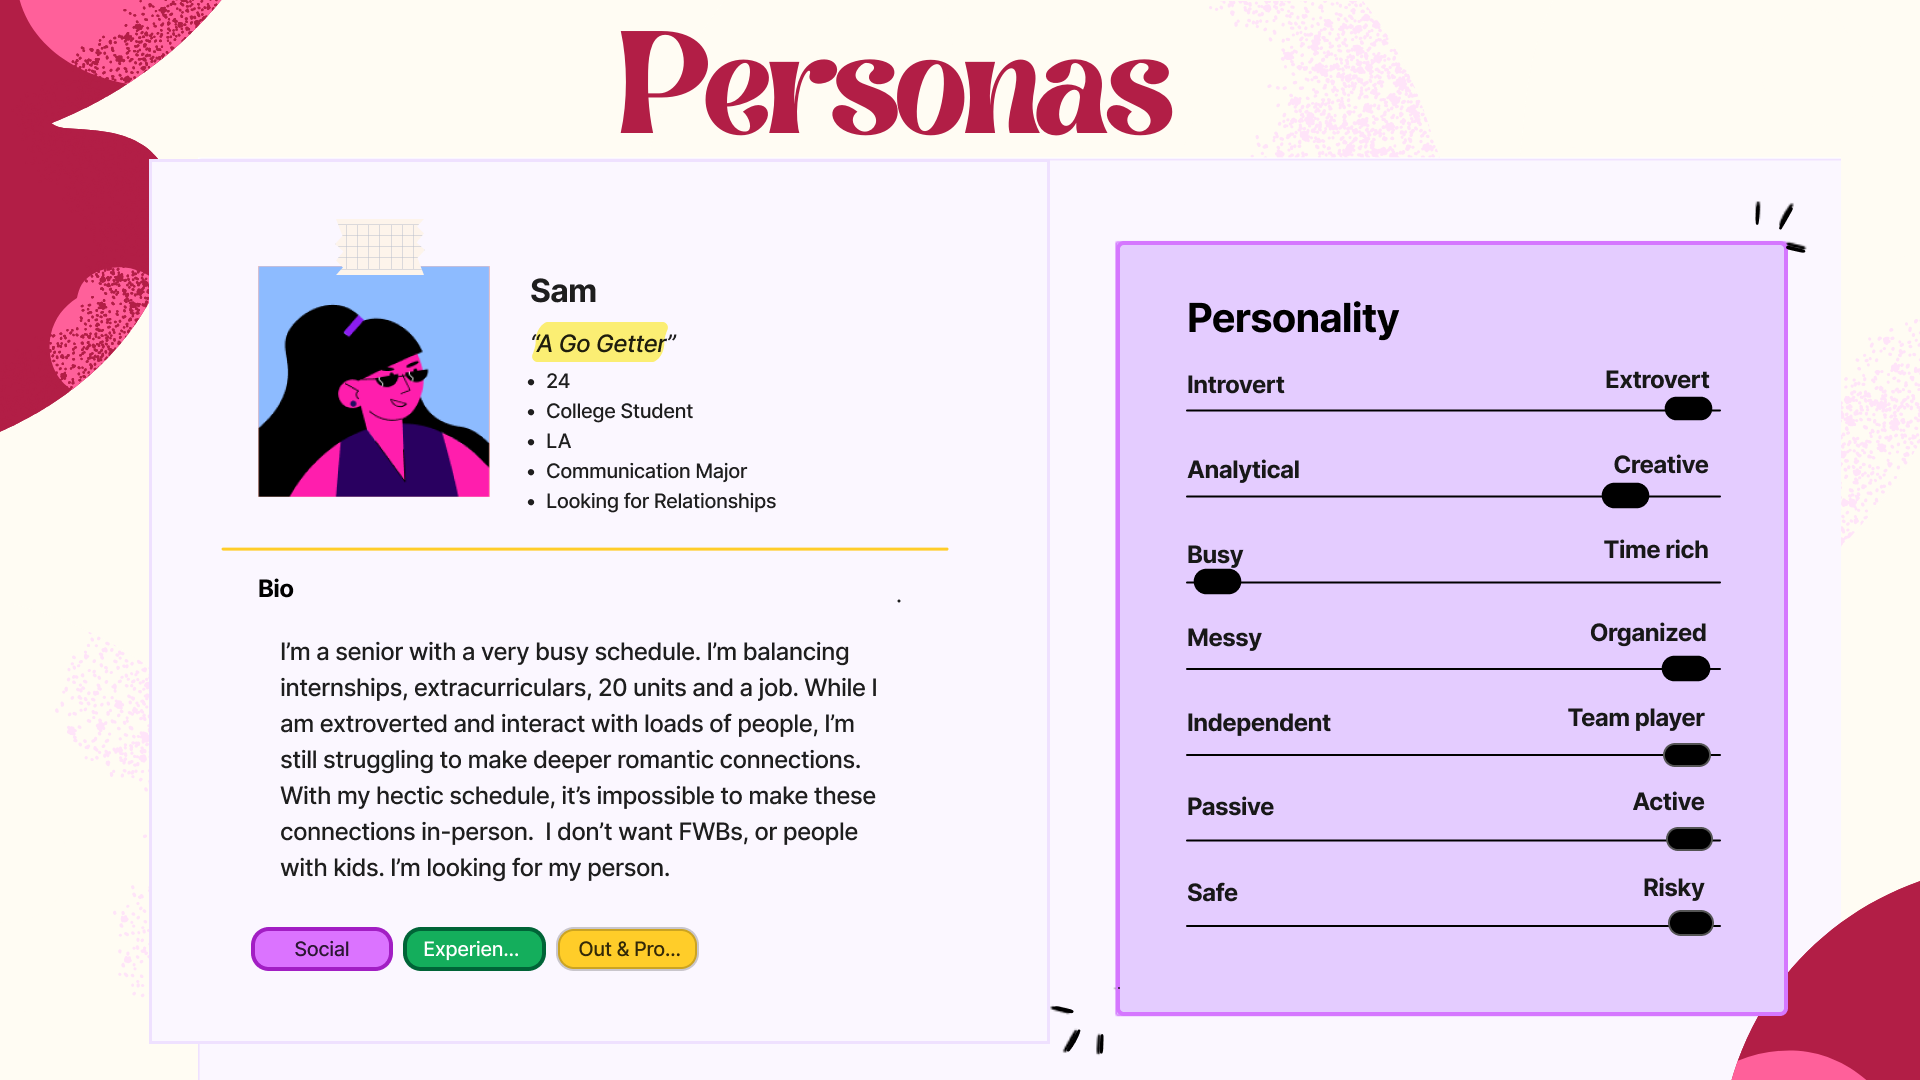 Personas
Sam
“A Go Getter”
• 24
• College Student
• LA
• Communication Major
• Looking for Relationships
Bio
I’m a senior with a very busy schedule. I’m balancing
internships, extracurriculars, 20 units and a job. While I
am extroverted and interact with loads of people, I’m
still struggling to make deeper romantic connections.
With my hectic schedule, it’s impossible to make these
connections in-person.  I don’t want FWBs, or people
with kids. I’m looking for my person.
Social Experien... Out & Pro...
Personality
Introvert Extrovert
Analytical Creative
Busy Time rich
Messy Organized
Independent Team player
Passive Active
Safe Risky